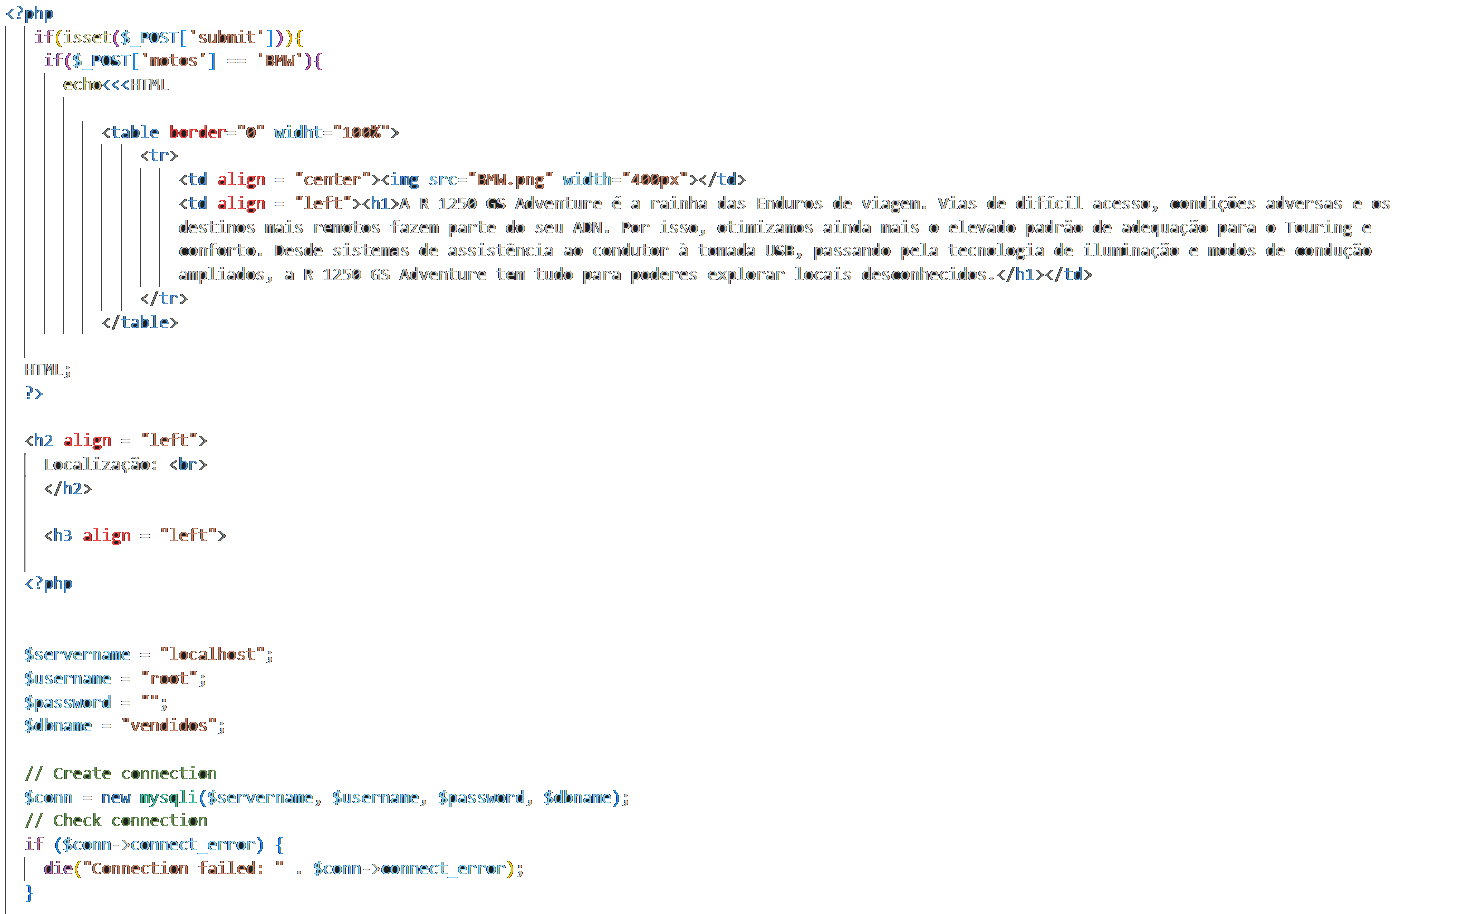 <?php
if(isset($_POST['submit'])){
if($_POST['motos'] == 'BMW'){
echo<<<HTML
<table border="0" widht="100%">
<tr>
<td align = "center"><img src="BMW.png" width="400px"></td>
<td align = "left"><h1>A R 1250 GS Adventure é a rainha das Enduros de viagem. Vias de difícil acesso, condições adversas e os
destinos mais remotos fazem parte do seu ADN. Por isso, otimizamos ainda mais o elevado padrão de adequação para o Touring e
conforto. Desde sistemas de assistência ao condutor à tomada USB, passando pela tecnologia de iluminação e modos de condução
ampliados, a R 1250 GS Adventure tem tudo para poderes explorar locais desconhecidos.</h1></td>
</tr>
</table>
HTML;
?>
<h2 align = "left">
Localização: <br>
</h2>
<h3 align = "left">
<?php
$servername = "localhost";
$username = "root";
$password = "";
$dbname = "vendidos";
// Create connection
$conn = new mysqli($servername, $username, $password, $dbname);
// Check connection
if ($conn->connect_error) {
die("Connection failed: " . $conn->connect_error);
}